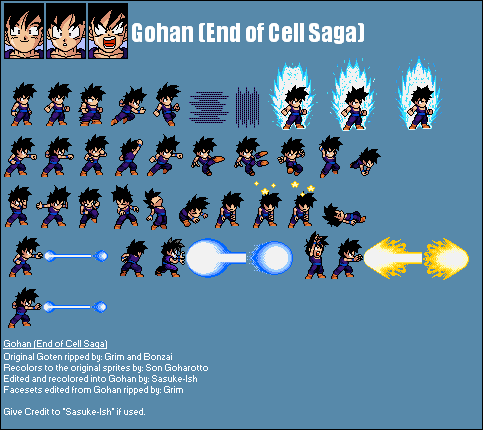 Gohan (End of Cell Saga)
Gohan (End of Cell Saga)
Original Goten ripped by: Grim and Bonzai
Recolors to the original sprites by: Son Goharotto
Edited and recolored into Gohan by: Sasuke-Ish
Facesets edited from Gohan ripped by: Grim
Give Credit to "Sasuke-Ish" if used.